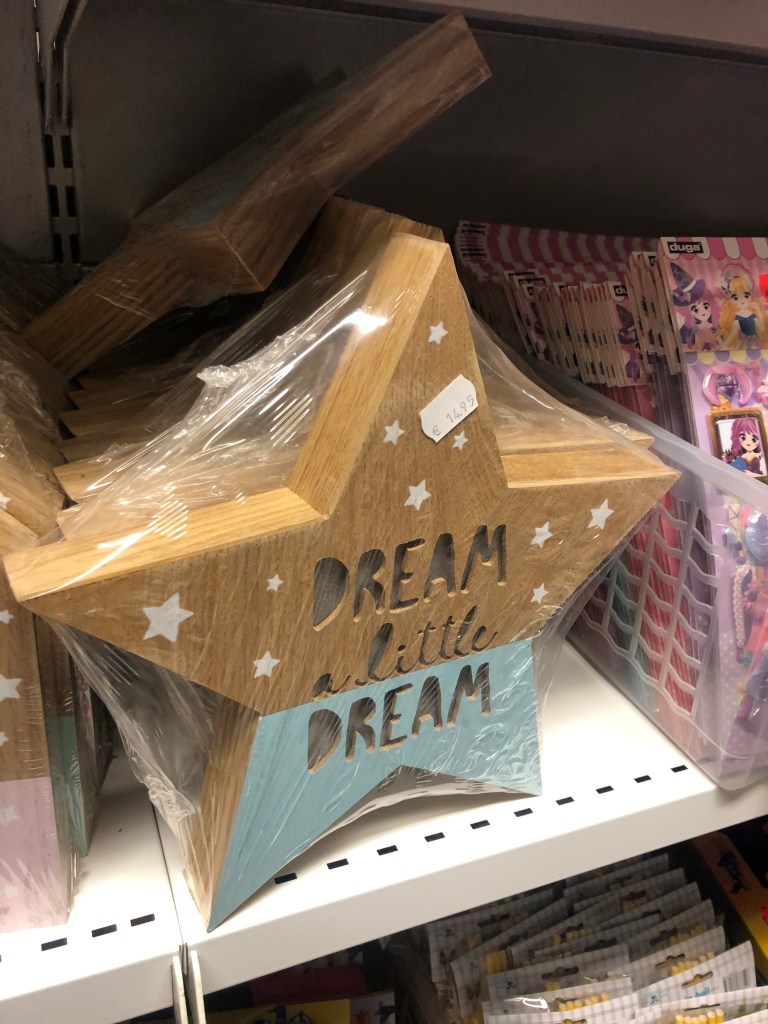 duga
€ 14.95
DREAM
a little
DREAM